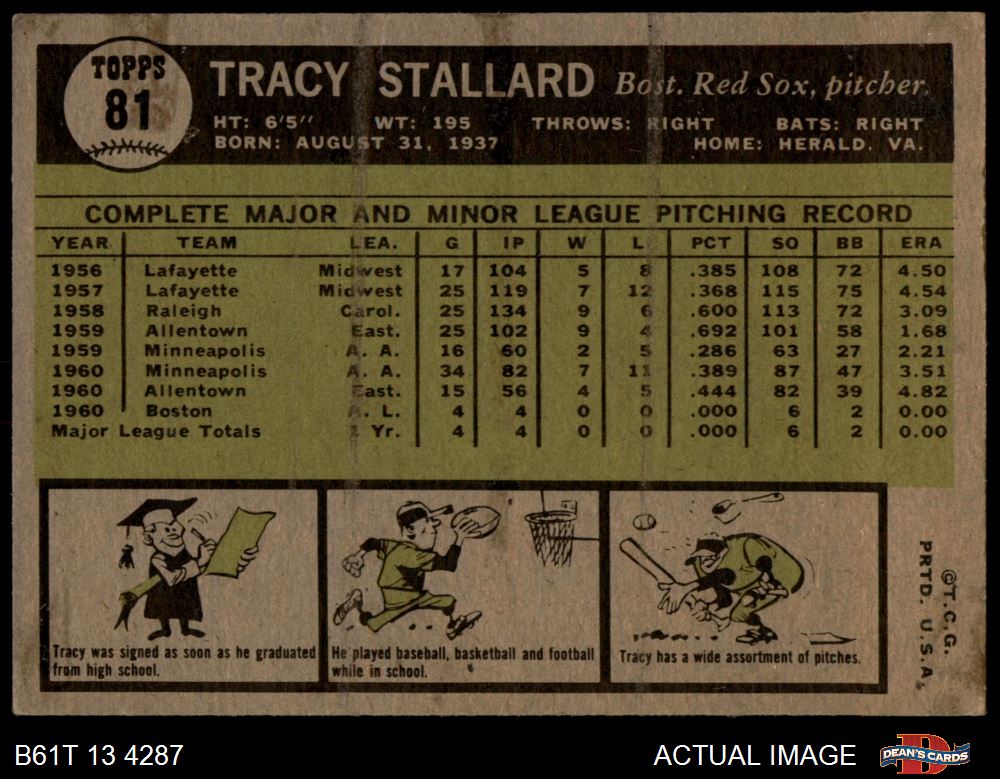 TOPPS
81
TRACY STALLARD Bost. Red Sox, pitcher.
HT: 6'5" WT: 195 THROWS: RIGHT BATS: RIGHT
BORN: AUGUST 31, 1937 HOME: HERALD. VA.
COMPLETE MAJOR AND MINOR LEAGUE PITCHING RECORD
YEAR TEAM LEA. G IP W L PCT SO BB ERA
1956 Lafayette Midwest 17 104 5 8 .385 108 72 4.50
1957 Lafayette Midwest 25 119 7 12 .368 115 75 4.54
1958 Raleigh Carol. 25 134 9 6 .600 113 72 3.09
1959 Allentown East. 25 102 9 4 .692 101 58 1.68
1959 Minneapolis A. A. 16 60 2 5 .286 63 27 2.21
1960 Minneapolis A. A. 34 82 7 11 .389 87 47 3.51
1960 Allentown East. 15 56 4 5 .444 82 39 4.82
1960 Boston A. L. 4 4 0 0 .000 6 2 0.00
Major League Totals 1 Yr. 4 4 0 0 .000 6 2 0.00
Tracy was signed as soon as he graduated
from high school.
He played baseball, basketball and football
while in school.
Tracy has a wide assortment of pitches.
©T.C.G.
PRTD. U.S.A.
B61T 13 4287
ACTUAL IMAGE
DEAN'S CARDS